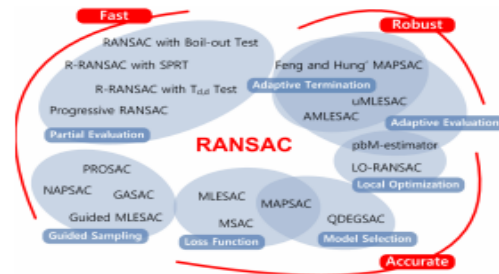 Fast
Robust
RANSAC with Boil-out Test
R-RANSAC with SPRT
R-RANSAC with Td,d Test
Progressive RANSAC
Partial Evaluation
Feng and Hung' MAPSAC
Adaptive Termination
uMLESAC
AMLESAC
Adaptive Evaluation
RANSAC
pbM-estimator
LO-RANSAC
Local Optimization
PROSAC
NAPSAC
GASAC
Guided MLESAC
Guided Sampling
MLESAC
MSAC
Loss Function
MAPSAC
QDEGSAC
Model Selection
Accurate